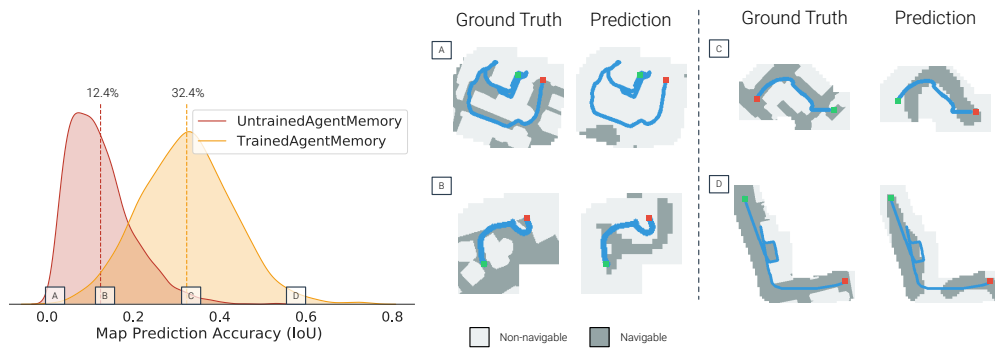 12.4%
32.4%
UntrainedAgentMemory
TrainedAgentMemory
A
B
C
D
0.0
0.2
0.4
0.6
0.8
Map Prediction Accuracy (IoU)
Ground Truth
Prediction
Ground Truth
Prediction
A
C
B
D
Non-navigable
Navigable